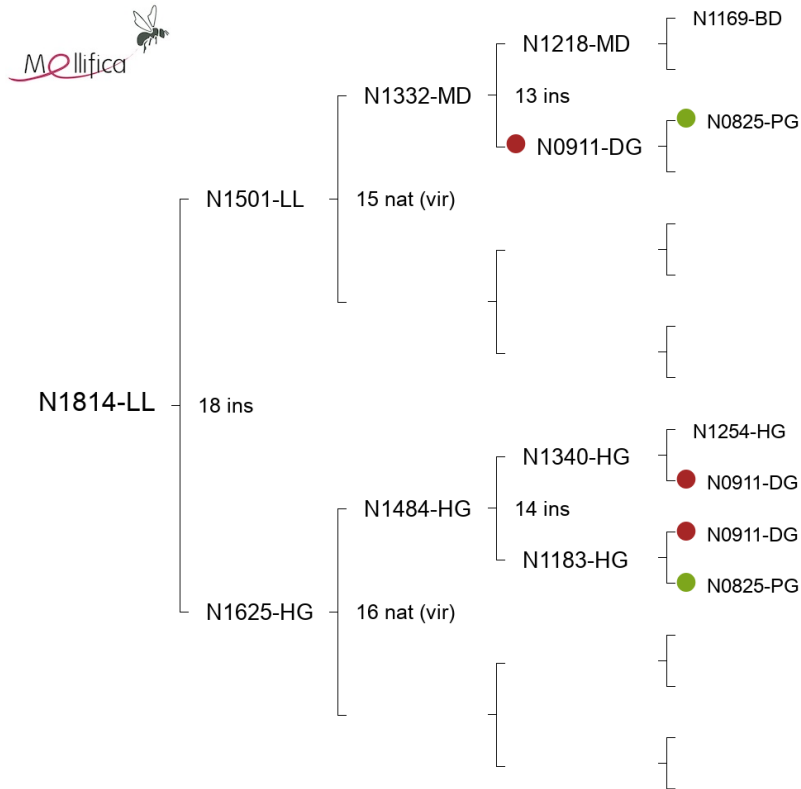 Mellifica
N1169-BD
N1218-MD
N1332-MD
13 ins
N0825-PG
N0911-DG
N1501-LL
15 nat (vir)
N1814-LL
18 ins
N1254-HG
N1340-HG
N0911-DG
N1484-HG
14 ins
N0911-DG
N1183-HG
N0825-PG
N1625-HG
16 nat (vir)